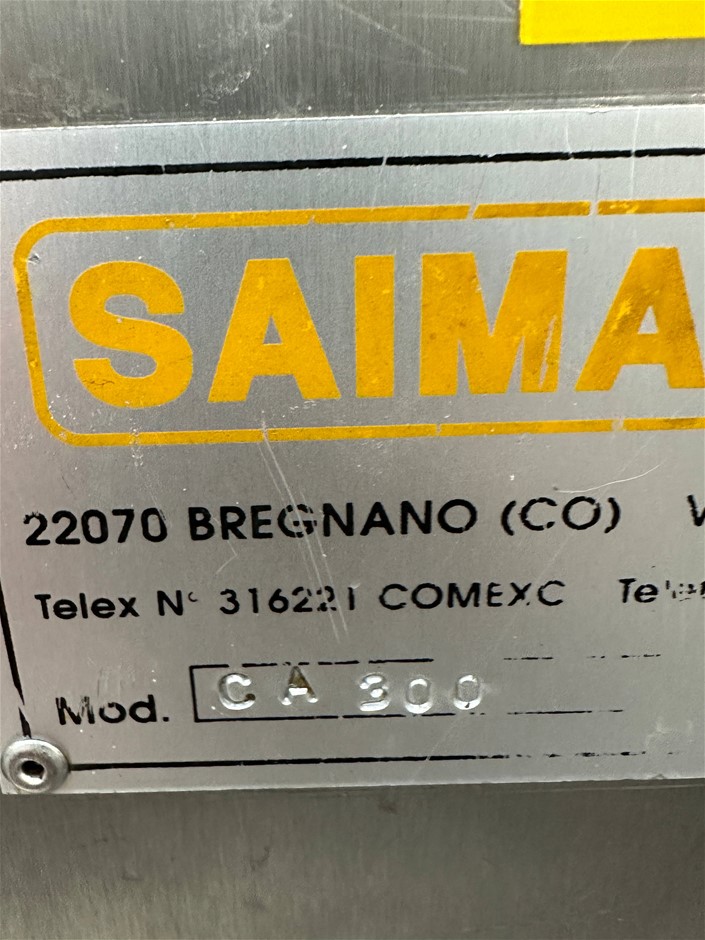 SAIMA
22070 BREGNANO (CO)
Telex N° 316221 COMEXC
Mod. CA 300